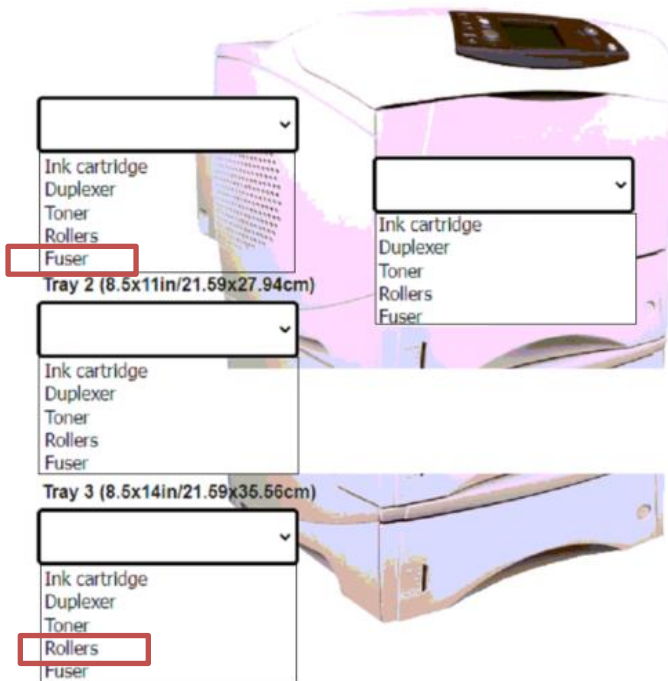 Ink cartridge
Duplexer
Toner
Rollers
Fuser
Ink cartridge
Duplexer
Toner
Rollers
Fuser
Tray 2 (8.5x11in/21.59x27.94cm)
Ink cartridge
Duplexer
Toner
Rollers
Fuser
Tray 3 (8.5x14in/21.59x35.56cm)
Ink cartridge
Duplexer
Toner
Rollers
Fuser